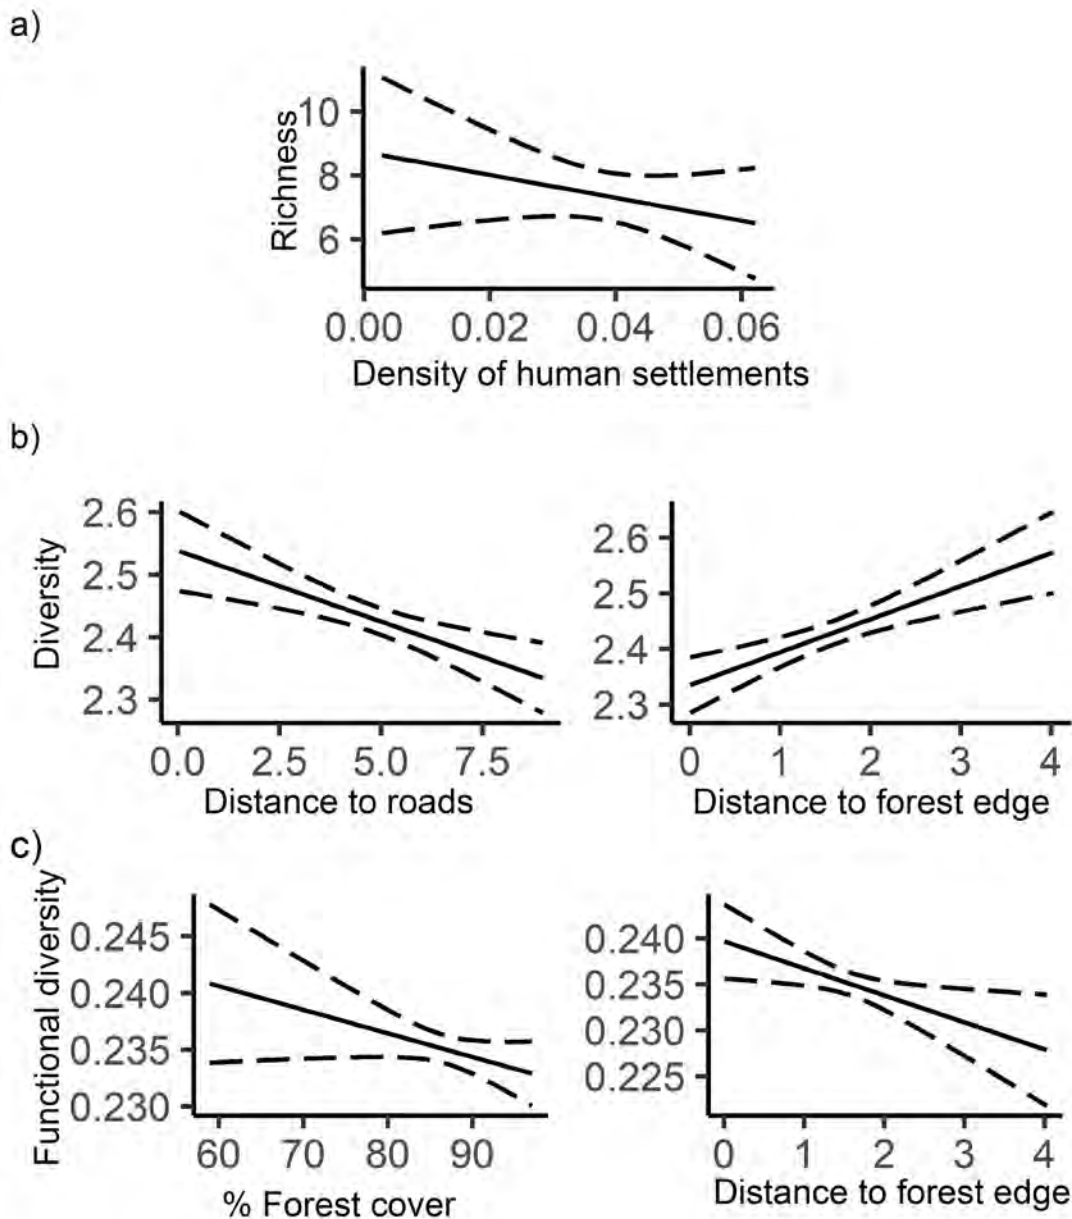 a)
Richness
10
8
6
0.00 0.02 0.04 0.06
Density of human settlements
b)
Diversity
2.6
2.5
2.4
2.3
0.0 2.5 5.0 7.5
Distance to roads
2.6
2.5
2.4
2.3
0 1 2 3 4
Distance to forest edge
c)
Functional diversity
0.245
0.240
0.235
0.230
60 70 80 90
% Forest cover
0.240
0.235
0.230
0.225
0 1 2 3 4
Distance to forest edge